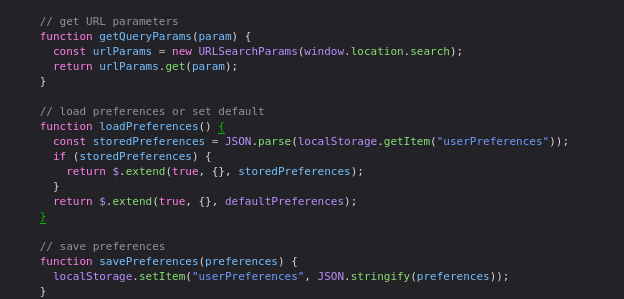 // get URL parameters
function getQueryParams(param) {
  const urlParams = new URLSearchParams(window.location.search);
  return urlParams.get(param);
}

// load preferences or set default
function loadPreferences() {
  const storedPreferences = JSON.parse(localStorage.getItem("userPreferences"));
  if (storedPreferences) {
    return $.extend(true, {}, storedPreferences);
  }
  return $.extend(true, {}, defaultPreferences);
}

// save preferences
function savePreferences(preferences) {
  localStorage.setItem("userPreferences", JSON.stringify(preferences));
}